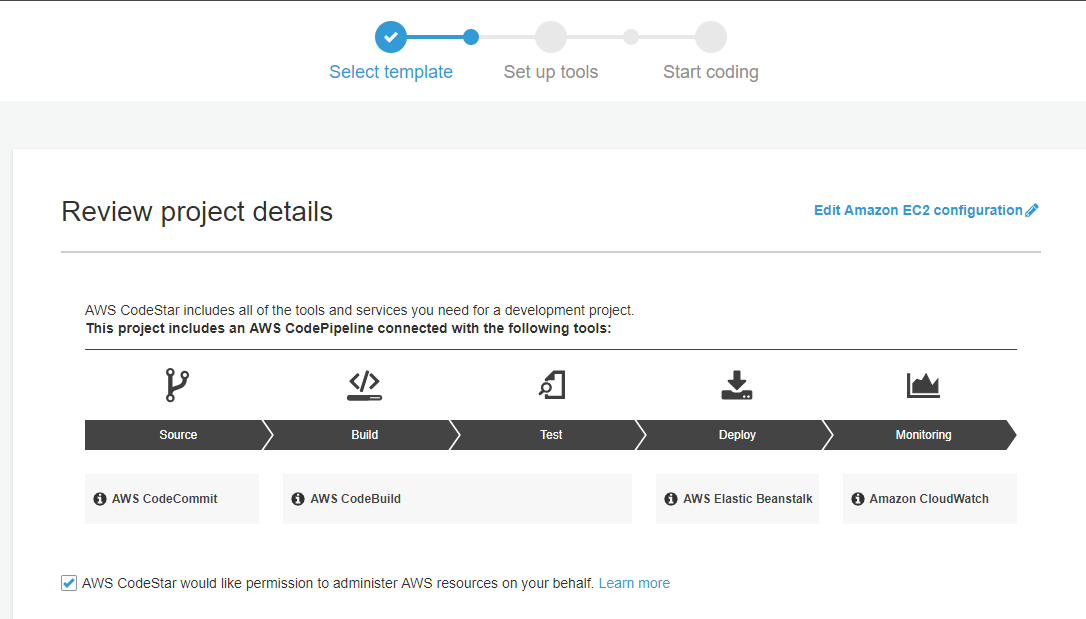 Select template
Set up tools
Start coding
Review project details
Edit Amazon EC2 configuration
AWS CodeStar includes all of the tools and services you need for a development project.
This project includes an AWS CodePipeline connected with the following tools:
Source
Build
Test
Deploy
Monitoring
AWS CodeCommit
AWS CodeBuild
AWS Elastic Beanstalk
Amazon CloudWatch
AWS CodeStar would like permission to administer AWS resources on your behalf. Learn more